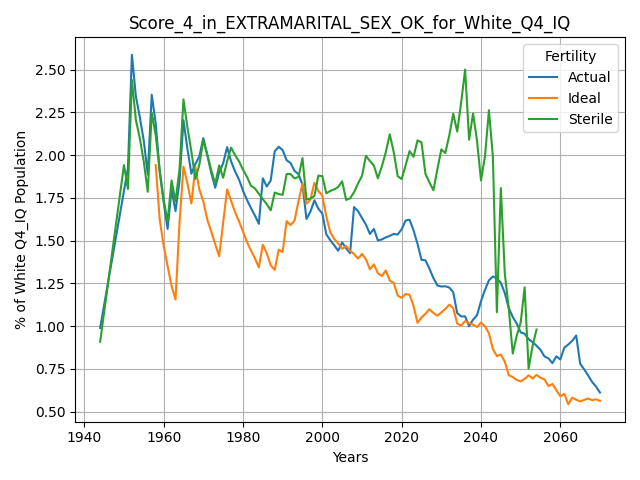 Score_4_in_EXTRAMARITAL_SEX_OK_for_White_Q4_IQ
% of White Q4_IQ Population
2.50
2.25
2.00
1.75
1.50
1.25
1.00
0.75
0.50
Fertility
Actual
Ideal
Sterile
1940 1960 1980 2000 2020 2040 2060
Years